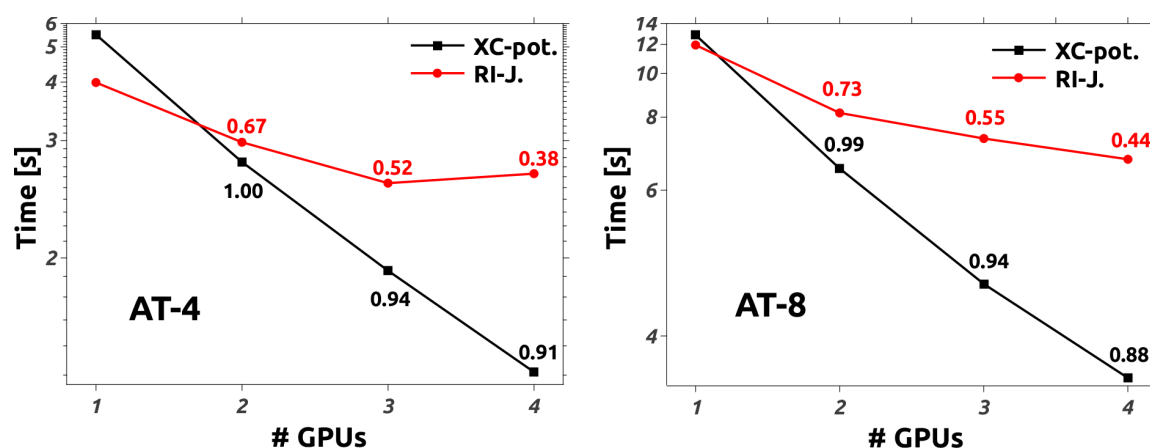 6
5
4
3
2
Time [s]
XC-pot.
RI-J.
0.67
1.00
0.52
0.94
0.38
0.91
AT-4
1 2 3 4
# GPUs
14
12
10
8
6
4
Time [s]
XC-pot.
RI-J.
0.73
0.99
0.55
0.94
0.44
0.88
AT-8
1 2 3 4
# GPUs